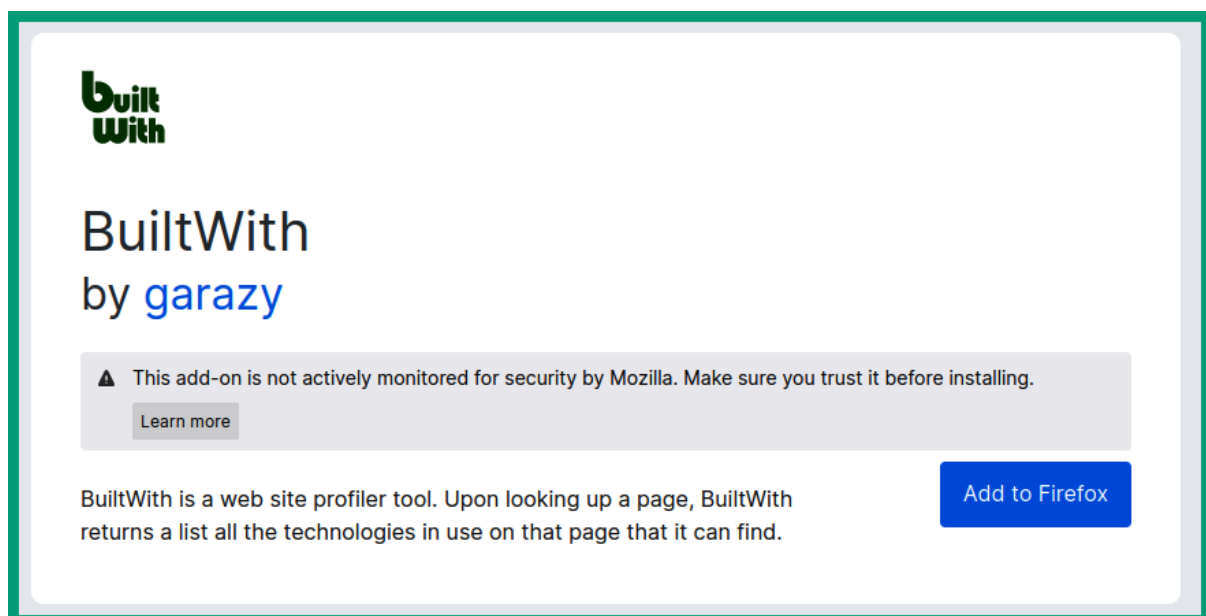 built
with
BuiltWith
by garazy
This add-on is not actively monitored for security by Mozilla. Make sure you trust it before installing.
Learn more
BuiltWith is a web site profiler tool. Upon looking up a page, BuiltWith
returns a list all the technologies in use on that page that it can find.
Add to Firefox